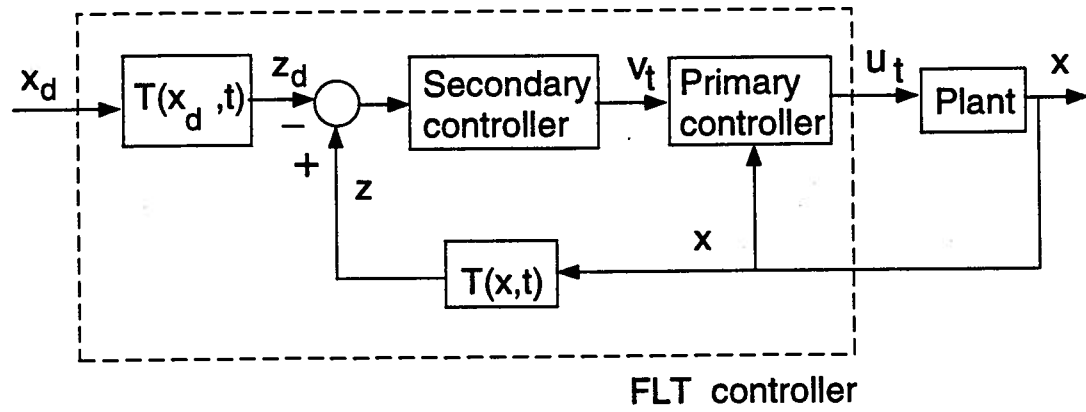 x_d
T(x_d ,t)
z_d
−
+
z
Secondary
controller
v_t
Primary
controller
u_t
Plant
x
x
T(x,t)
FLT controller